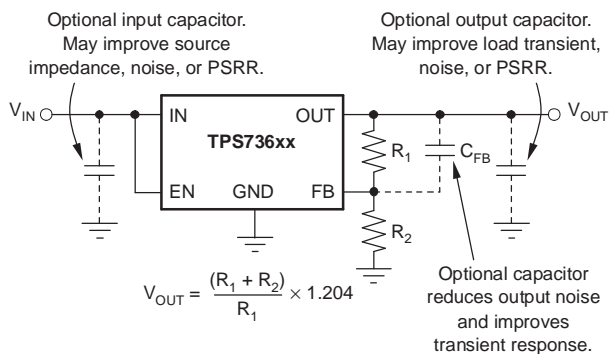 Optional input capacitor.
May improve source
impedance, noise, or PSRR.
Optional output capacitor.
May improve load transient,
noise, or PSRR.
V_IN
IN
OUT
V_OUT
TPS736xx
R_1
C_FB
EN
GND
FB
R_2
V_OUT = (R_1 + R_2) / R_1 × 1.204
Optional capacitor
reduces output noise
and improves
transient response.